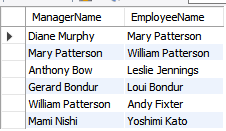 ManagerName EmployeeName
Diane Murphy Mary Patterson
Mary Patterson William Patterson
Anthony Bow Leslie Jennings
Gerard Bondur Loui Bondur
William Patterson Andy Fixter
Mami Nishi Yoshimi Kato